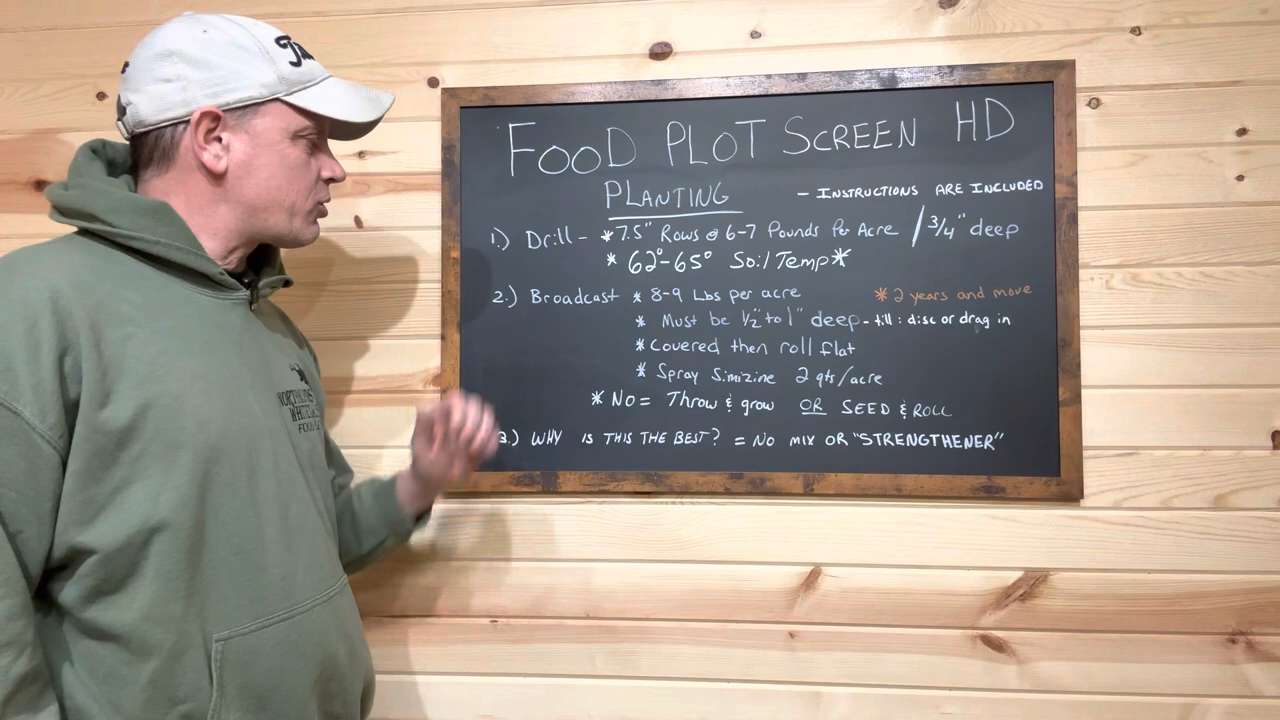 FOOD PLOT SCREEN HD
PLANTING - INSTRUCTIONS ARE INCLUDED
1.) Drill - *7.5" Rows @ 6-7 Pounds Per Acre / 3/4" deep
* 62°-65° Soil Temp*
2.) Broadcast * 8-9 Lbs per acre * 2 years and move
* Must be 1/2" to 1" deep - till : disc or drag in
* Covered then roll flat
* Spray Simizine 2 qts/acre
* No = Throw & grow OR SEED & ROLL
3.) WHY IS THIS THE BEST? = NO MIX OR "STRENGTHENER"